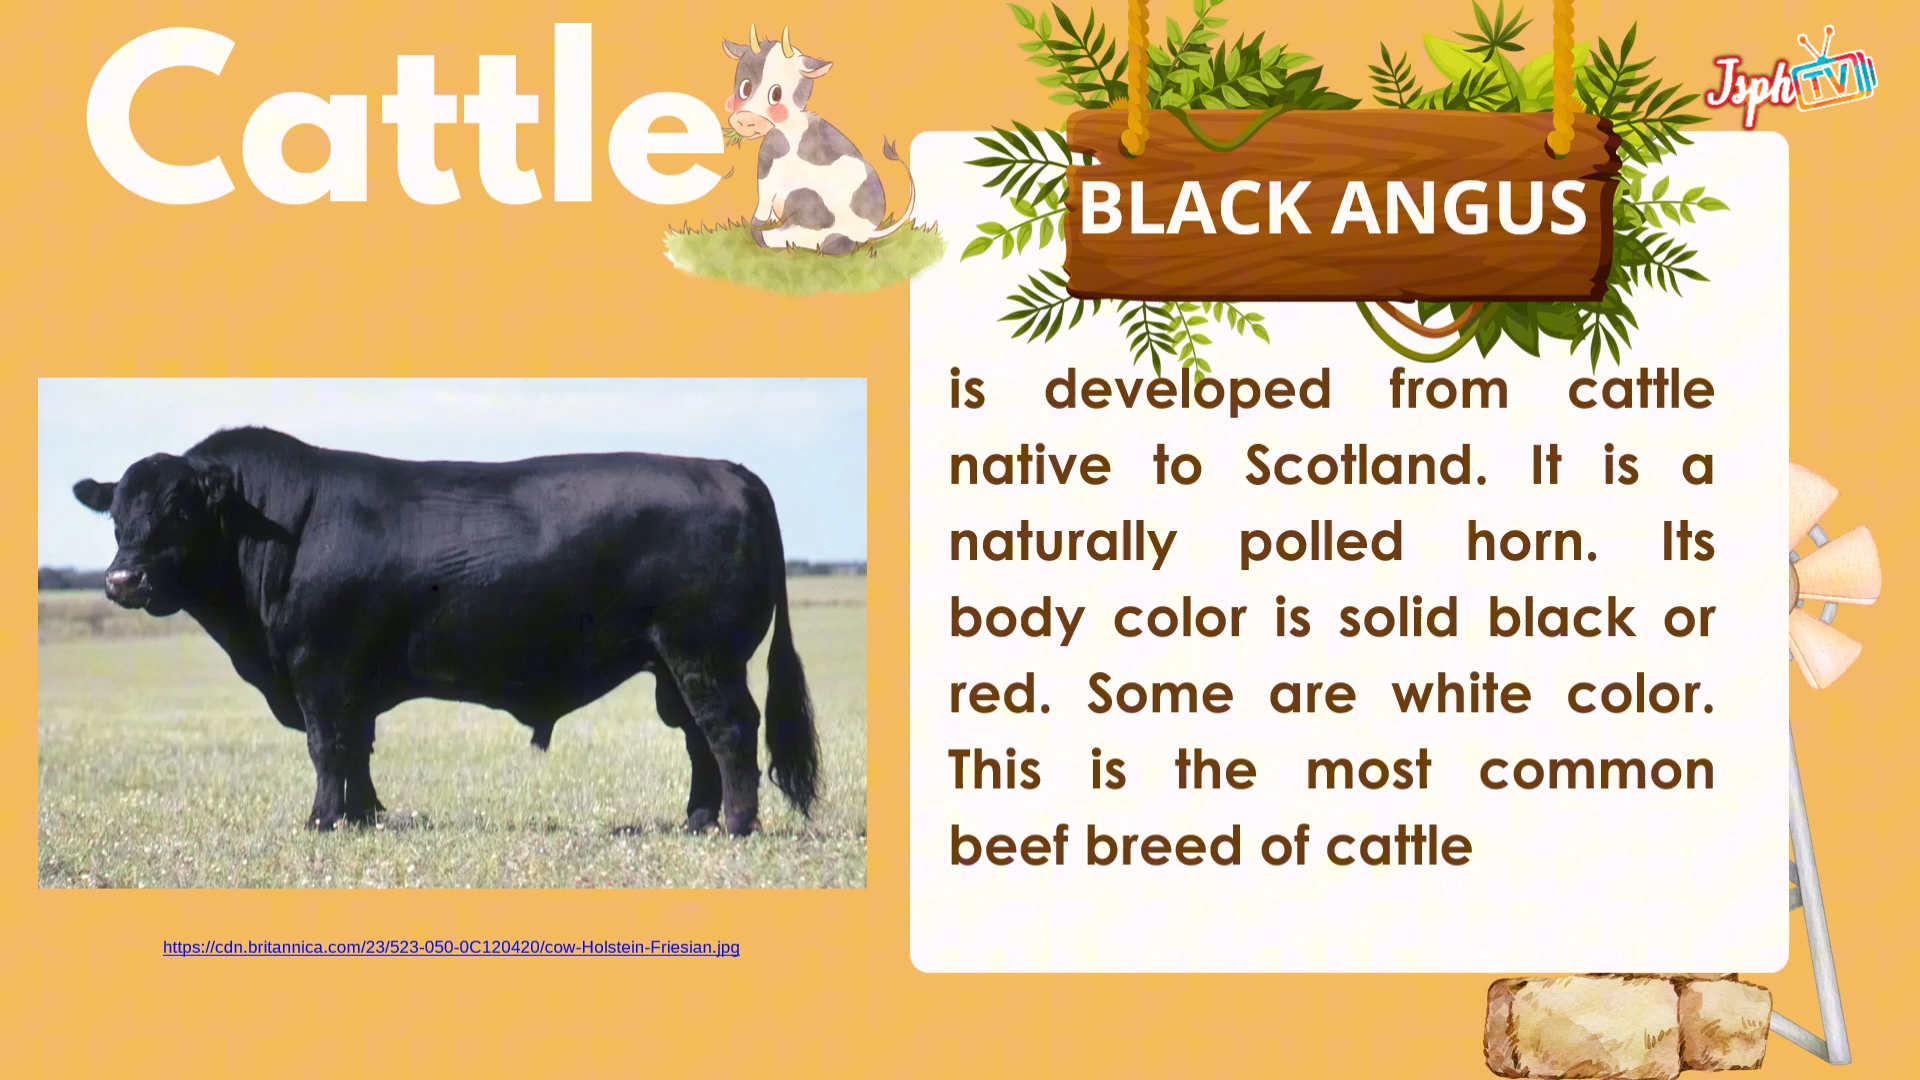 Cattle
Jsph TV
BLACK ANGUS
is developed from cattle
native to Scotland. It is a
naturally polled horn. Its
body color is solid black or
red. Some are white color.
This is the most common
beef breed of cattle
https://cdn.britannica.com/23/523-050-0C120420/cow-Holstein-Friesian.jpg